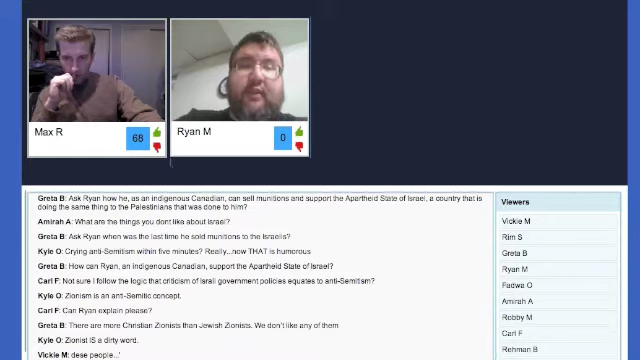 Max R
68
Ryan M
0
Greta B: Ask Ryan how he, as an indigenous Canadian, can sell munitions and support the Apartheid State of Israel, a country that is
doing the same thing to the Palestinians that was done to him?
Amirah A: What are the things you dont like about Israel?
Greta B: Ask Ryan when was the last time he sold munitions to the Israelis?
Kyle O: Crying anti-Semitism within five minutes? Really...now THAT is humorous
Greta B: How can Ryan, an indigenous Canadian, support the Apartheid State of Israel?
Carl F: Not sure I follow the logic that criticism of Israli government policies equates to anti-Semitism?
Kyle O: Zionism is an anti-Semitic concept.
Carl F: Can Ryan explain please?
Greta B: There are more Christian Zionists than Jewish Zionists. We don't like any of them
Kyle O: Zionist IS a dirty word.
Vickie M: dese people...'
Viewers
Vickie M
Rim S
Greta B
Ryan M
Fadwa O
Amirah A
Robby M
Carl F
Rehman B